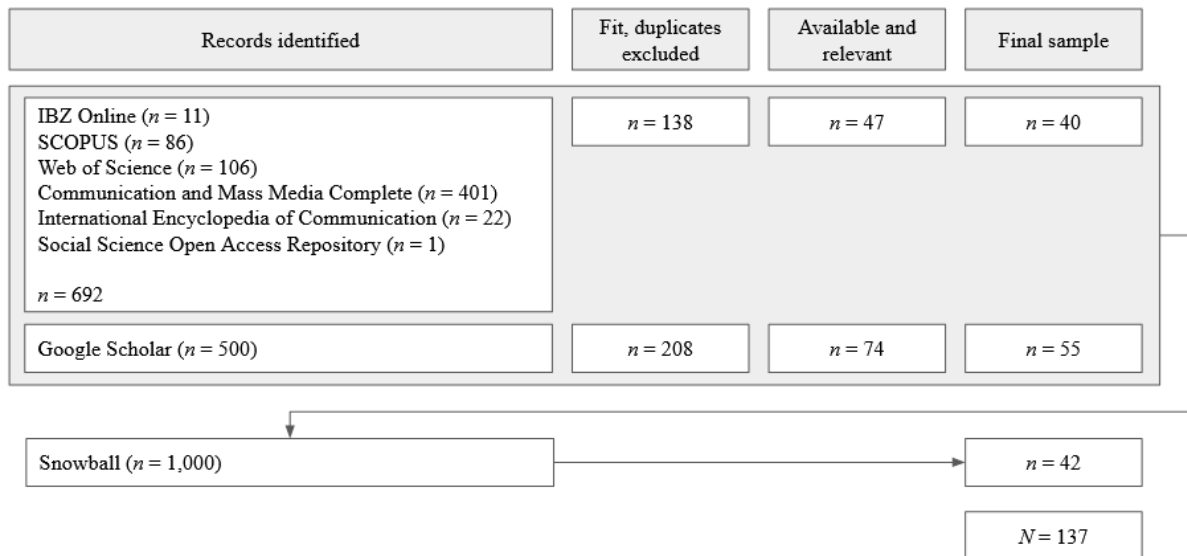 Records identified
Fit, duplicates
excluded
Available and
relevant
Final sample
IBZ Online (n = 11)
SCOPUS (n = 86)
Web of Science (n = 106)
Communication and Mass Media Complete (n = 401)
International Encyclopedia of Communication (n = 22)
Social Science Open Access Repository (n = 1)
n = 692
n = 138
n = 47
n = 40
Google Scholar (n = 500)
n = 208
n = 74
n = 55
Snowball (n = 1,000)
n = 42
N = 137